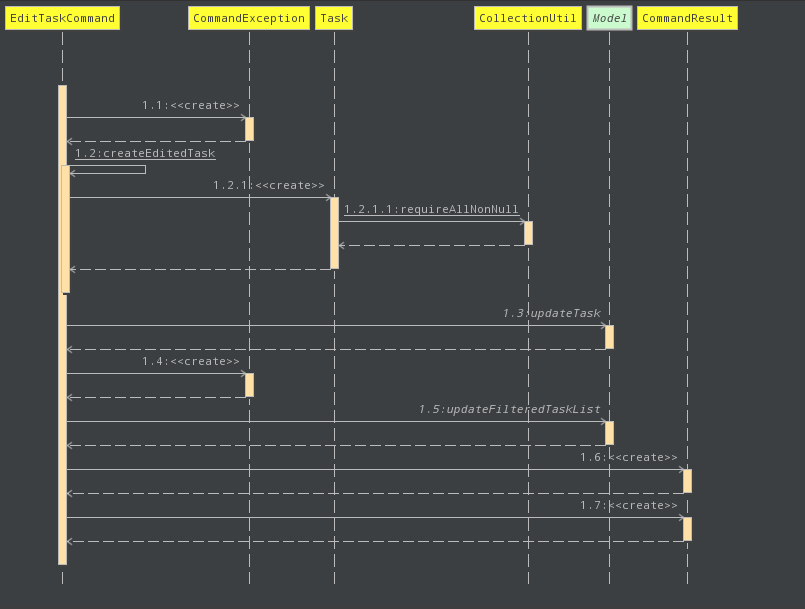 EditTaskCommand
CommandException
Task
CollectionUtil
Model
CommandResult
1.1:<<create>>
1.2:createEditedTask
1.2.1:<<create>>
1.2.1.1:requireAllNonNull
1.3:updateTask
1.4:<<create>>
1.5:updateFilteredTaskList
1.6:<<create>>
1.7:<<create>>